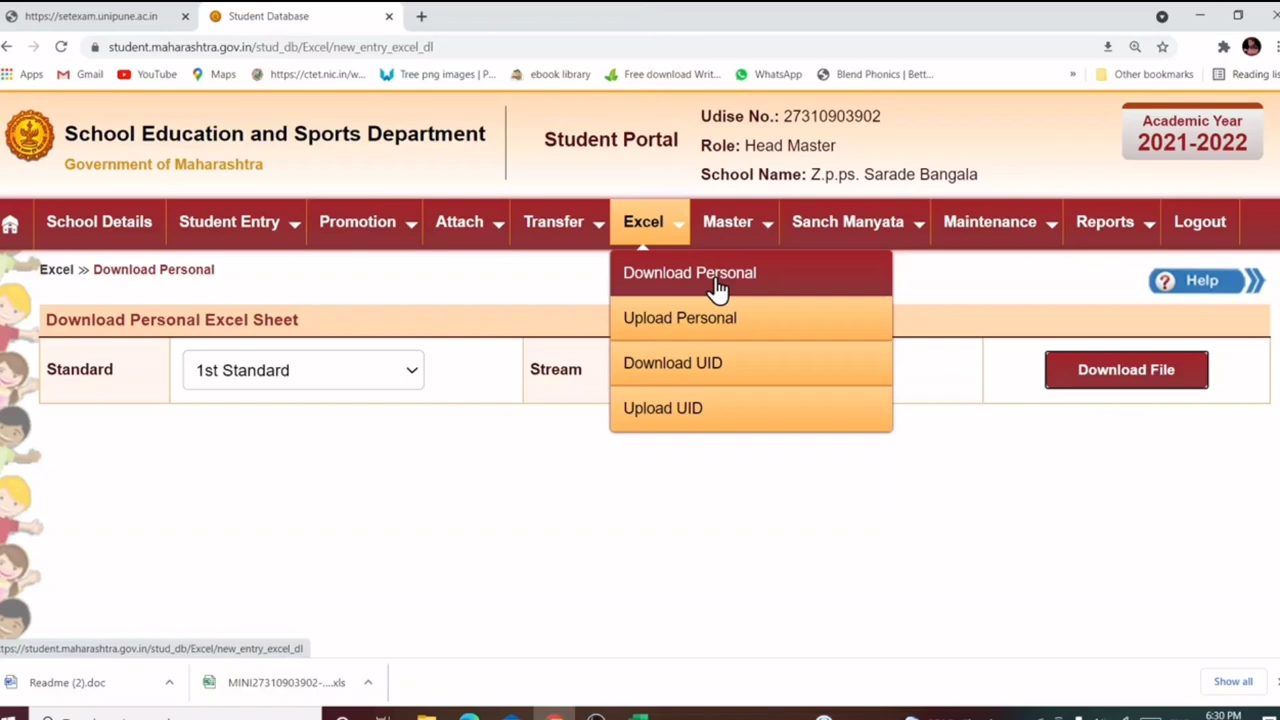 https://setexam.unipune.ac.in
Student Database
student.maharashtra.gov.in/stud_db/Excel/new_entry_excel_dl
Apps
Gmail
YouTube
Maps
https://ctet.nic.in/w...
Tree png images | P...
ebook library
Free download Writ...
WhatsApp
Blend Phonics | Bett...
»
Other bookmarks
Reading lis
School Education and Sports Department
Government of Maharashtra
Student Portal
Udise No.: 27310903902
Role: Head Master
School Name: Z.p.ps. Sarade Bangala
Academic Year
2021-2022
School Details
Student Entry
Promotion
Attach
Transfer
Excel
Master
Sanch Manyata
Maintenance
Reports
Logout
Excel >> Download Personal
Help
Download Personal
Upload Personal
Download UID
Upload UID
Download Personal Excel Sheet
Standard
1st Standard
Stream
Download File
ttps://student.maharashtra.gov.in/stud_db/Excel/new_entry_excel_dl
Readme (2).doc
MINI27310903902-....xls
Show all
6:30 PM